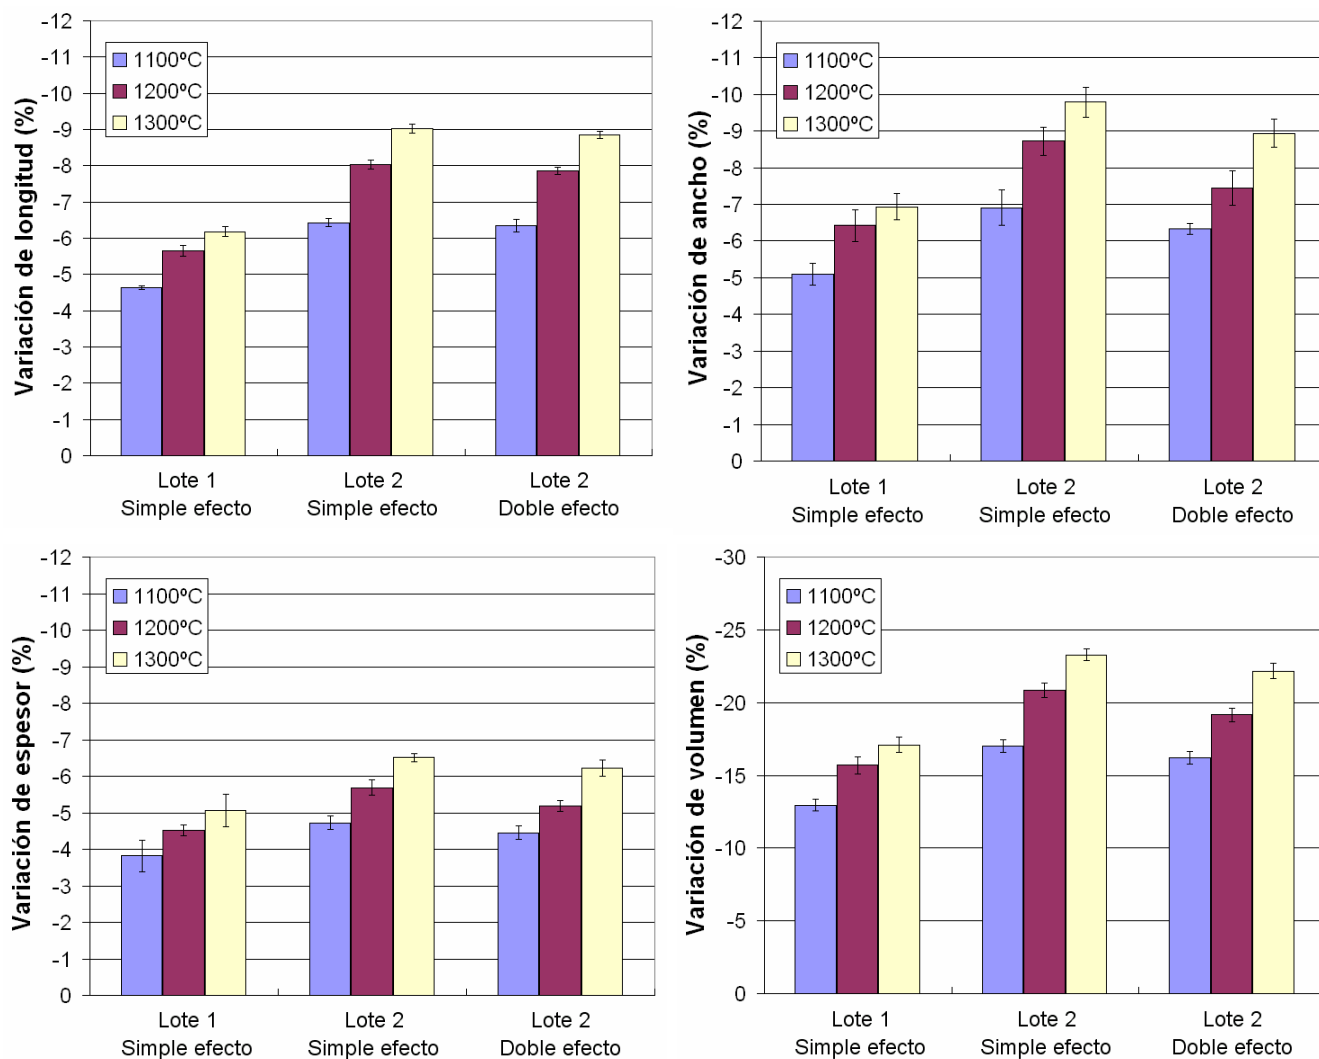 Variación de longitud (%)
-12
-11
-10
-9
-8
-7
-6
-5
-4
-3
-2
-1
0
1100ºC
1200ºC
1300ºC
Lote 1
Simple efecto
Lote 2
Simple efecto
Lote 2
Doble efecto
Variación de ancho (%)
-12
-11
-10
-9
-8
-7
-6
-5
-4
-3
-2
-1
0
1100ºC
1200ºC
1300ºC
Lote 1
Simple efecto
Lote 2
Simple efecto
Lote 2
Doble efecto
Variación de espesor (%)
-12
-11
-10
-9
-8
-7
-6
-5
-4
-3
-2
-1
0
1100ºC
1200ºC
1300ºC
Lote 1
Simple efecto
Lote 2
Simple efecto
Lote 2
Doble efecto
Variación de volumen (%)
-30
-25
-20
-15
-10
-5
0
1100ºC
1200ºC
1300ºC
Lote 1
Simple efecto
Lote 2
Simple efecto
Lote 2
Doble efecto